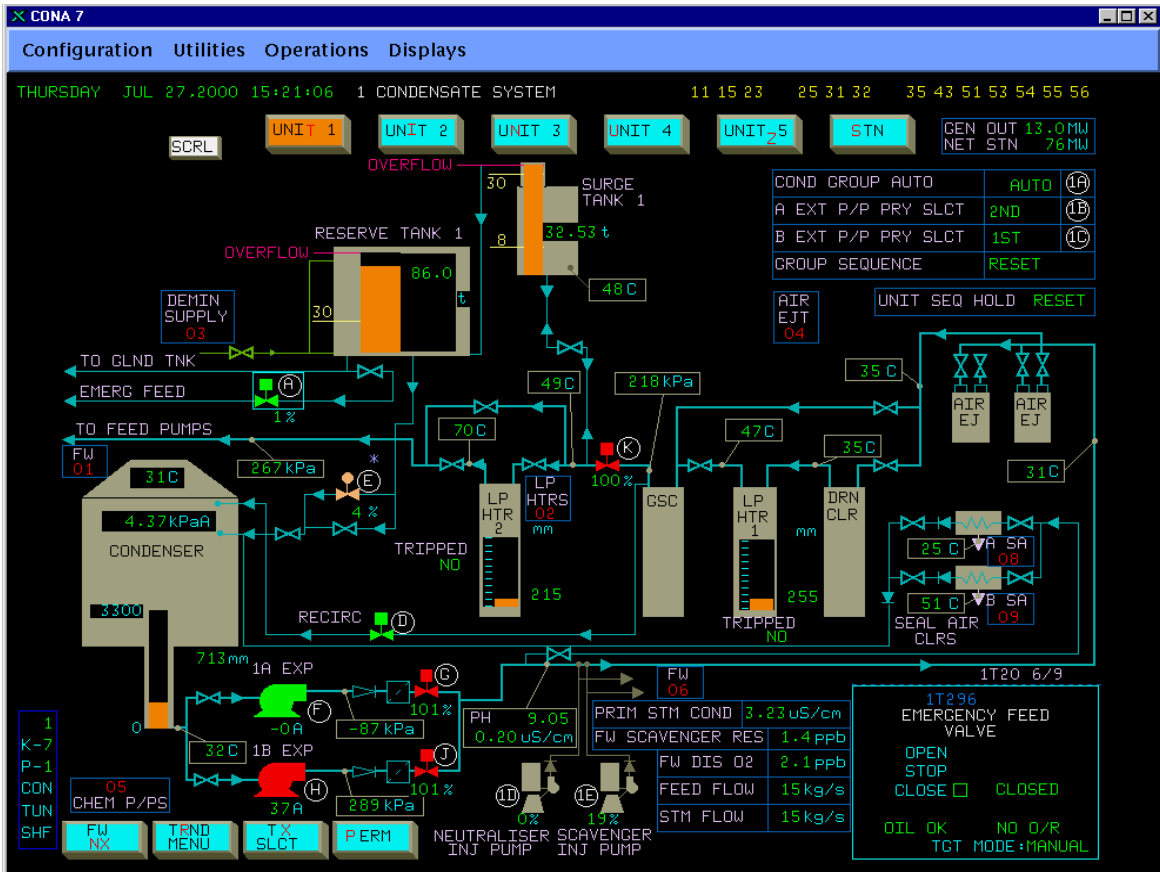 CONA 7
Configuration Utilities Operations Displays
THURSDAY JUL 27,2000 15:21:06 1 CONDENSATE SYSTEM 11 15 23 25 31 32 35 43 51 53 54 55 56
UNIT 1 UNIT 2 UNIT 3 UNIT 4 UNITZ5 STN
GEN OUT 13.0MW
NET STN 76MW
SCRL
OVERFLOW
30
SURGE
TANK 1
8
32.53 t
48 C
COND GROUP AUTO AUTO 1A
A EXT P/P PRY SLCT 2ND 1B
B EXT P/P PRY SLCT 1ST 1C
GROUP SEQUENCE RESET
RESERVE TANK 1
OVERFLOW
86.0
t
30
DEMIN
SUPPLY
03
AIR
EJT
04
UNIT SEQ HOLD RESET
TO GLND TNK
EMERG FEED
A
1 %
TO FEED PUMPS
49C
218 kPa
35 C
AIR
EJ
AIR
EJ
70C
47C
35C
31C
FW
01
267 kPa
31C
*
E
4 %
K
100 %
4.37kPaA
CONDENSER
LP
HTR
2
LP
HTRS
02
mm
GSC
LP
HTR
1
mm
DRN
CLR
TRIPPED
NO
215
255
TRIPPED
NO
25 C
A SA
08
51 C
B SA
09
SEAL AIR
CLRS
3300
RECIRC
D
713mm
0
32C
1A EXP
F
-0A
-87 kPa
G
101%
1B EXP
H
37A
289 kPa
J
101%
PH 9.05
0.20 uS/cm
FW
06
1T20 6/9
PRIM STM COND 3.23 uS/cm
FW SCAVENGER RES 1.4 ppb
FW DIS O2 2.1 ppb
FEED FLOW 15 kg/s
STM FLOW 15 kg/s
1T296
EMERGENCY FEED
VALVE
OPEN
STOP
CLOSE CLOSED
OIL OK NO O/R
TGT MODE:MANUAL
1
K-7
P-1
CON
TUN
SHF
05
CHEM P/PS
1D
0%
NEUTRALISER
INJ PUMP
1E
19%
SCAVENGER
INJ PUMP
FW
NX
TRND
MENU
TX
SLCT
PERM